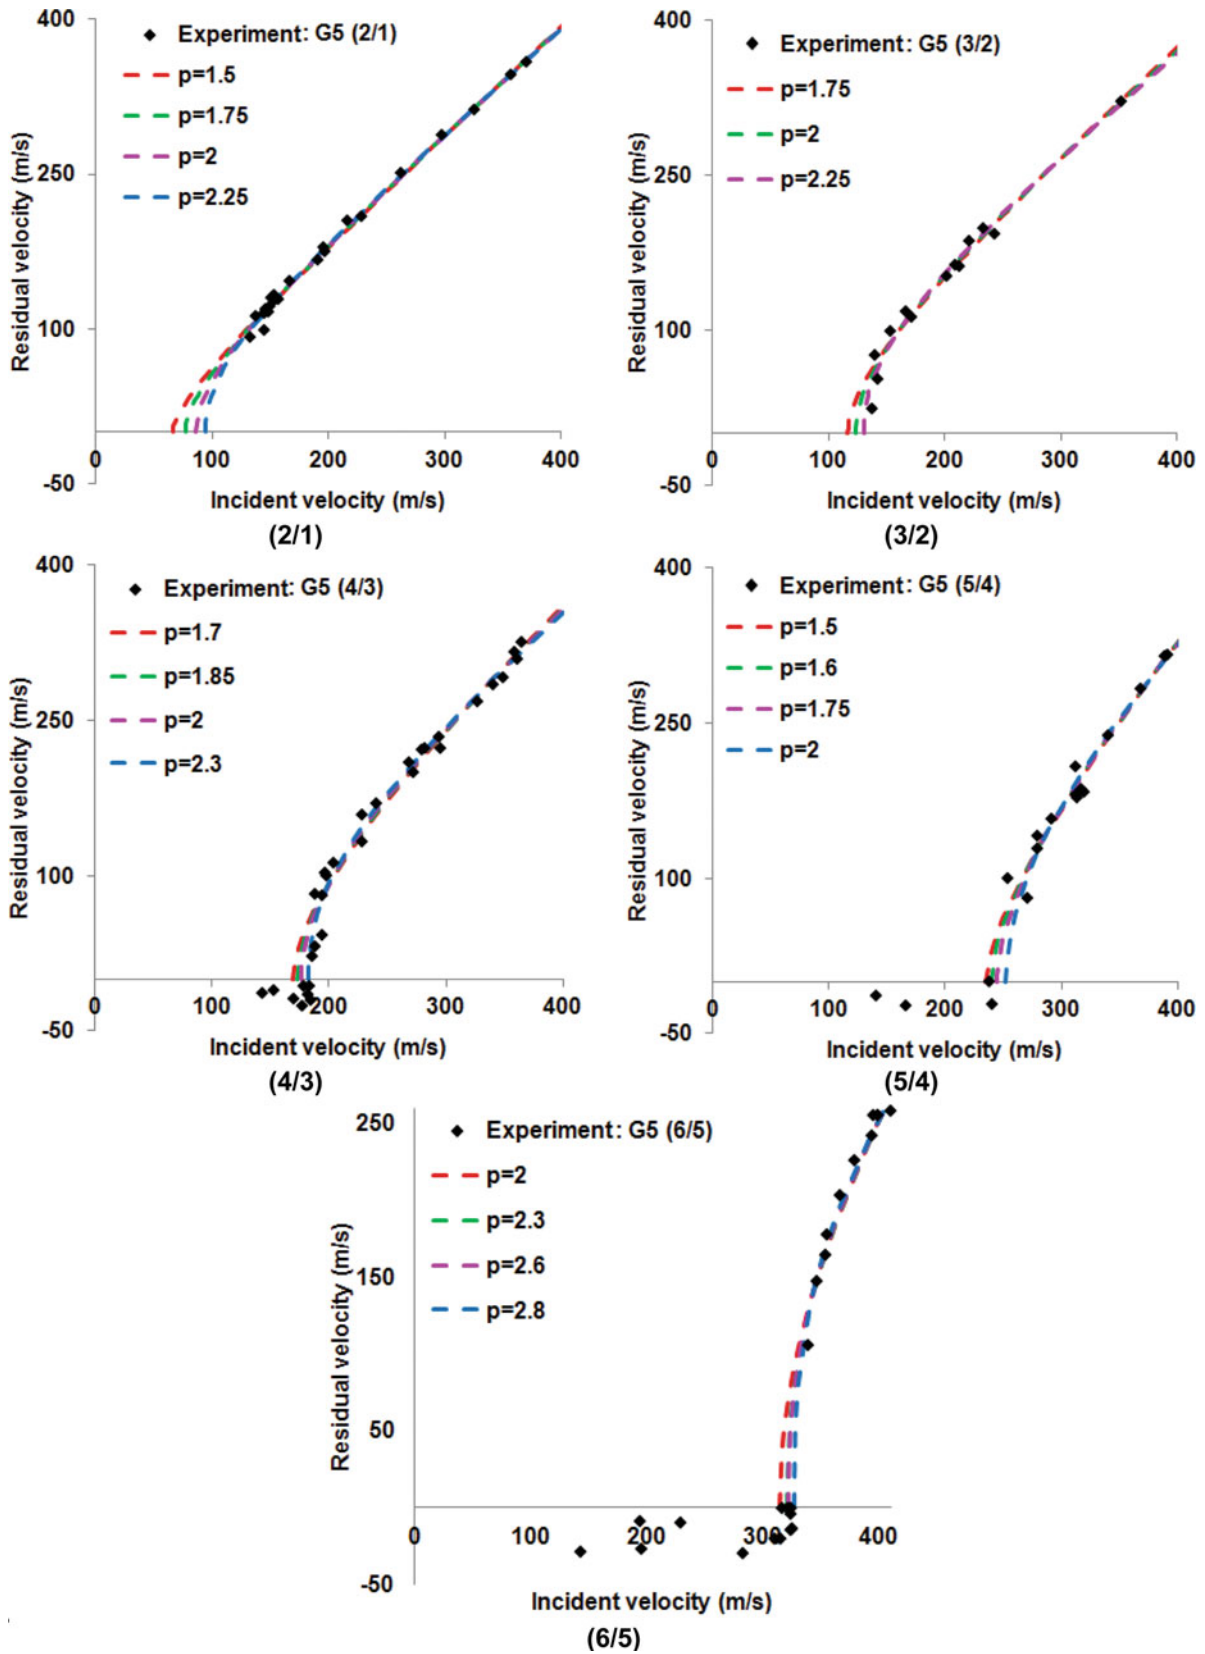 400
Experiment: G5 (2/1)
p=1.5
p=1.75
p=2
p=2.25
250
100
-50
0 100 200 300 400
Residual velocity (m/s)
Incident velocity (m/s)
(2/1)
400
Experiment: G5 (3/2)
p=1.75
p=2
p=2.25
250
100
-50
0 100 200 300 400
Residual velocity (m/s)
Incident velocity (m/s)
(3/2)
400
Experiment: G5 (4/3)
p=1.7
p=1.85
p=2
p=2.3
250
100
-50
0 100 200 300 400
Residual velocity (m/s)
Incident velocity (m/s)
(4/3)
400
Experiment: G5 (5/4)
p=1.5
p=1.6
p=1.75
p=2
250
100
-50
0 100 200 300 400
Residual velocity (m/s)
Incident velocity (m/s)
(5/4)
250
Experiment: G5 (6/5)
p=2
p=2.3
p=2.6
p=2.8
150
50
-50
0 100 200 300 400
Residual velocity (m/s)
Incident velocity (m/s)
(6/5)